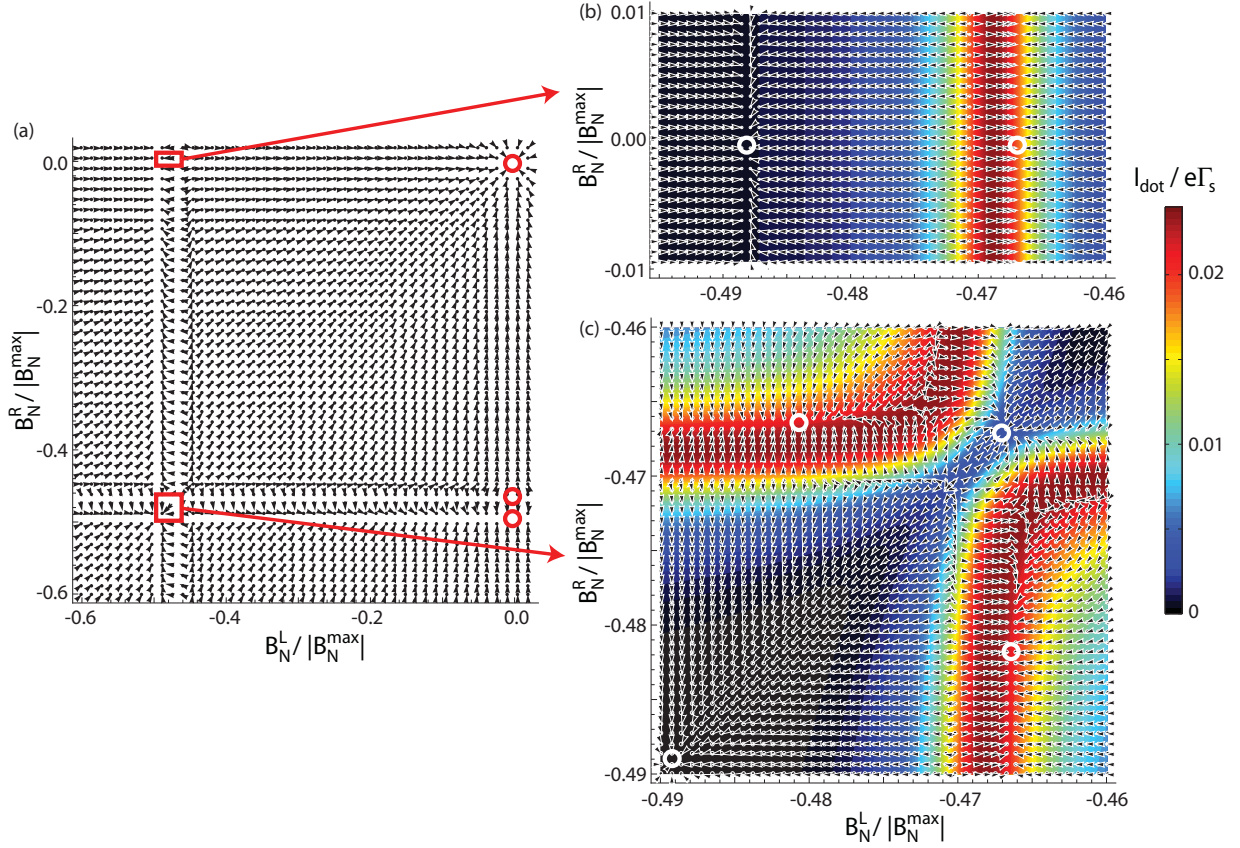 (a)
0.0
-0.2
-0.4
-0.6
B_N^R / |B_N^max|
-0.6
-0.4
-0.2
0.0
B_N^L / |B_N^max|
(b)
0.01
0.00
-0.01
B_N^R / |B_N^max|
-0.49
-0.48
-0.47
-0.46
(c)
-0.46
-0.47
-0.48
-0.49
B_N^R / |B_N^max|
-0.49
-0.48
-0.47
-0.46
B_N^L / |B_N^max|
I_dot / eΓ_s
0.02
0.01
0